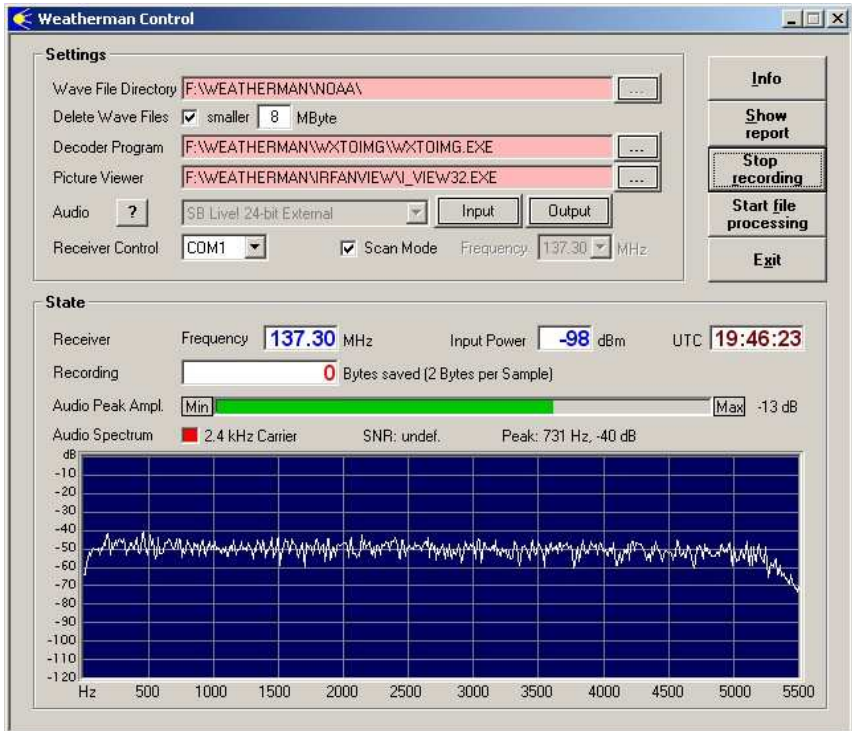 Weatherman Control
Settings
Wave File Directory F:\WEATHERMAN\NOAA\ ...
Delete Wave Files smaller 8 MByte
Decoder Program F:\WEATHERMAN\WXTOIMG\WXTOIMG.EXE ...
Picture Viewer F:\WEATHERMAN\IRFANVIEW\I_VIEW32.EXE ...
Audio ? SB Live! 24-bit External Input Output
Receiver Control COM1 Scan Mode Frequency 137.30 MHz
Info
Show report
Stop recording
Start file processing
Exit
State
Receiver Frequency 137.30 MHz Input Power -98 dBm UTC 19:46:23
Recording 0 Bytes saved (2 Bytes per Sample)
Audio Peak Ampl. Min Max -13 dB
Audio Spectrum 2.4 kHz Carrier SNR: undef. Peak: 731 Hz, -40 dB
dB
-10
-20
-30
-40
-50
-60
-70
-80
-90
-100
-110
-120
Hz 500 1000 1500 2000 2500 3000 3500 4000 4500 5000 5500